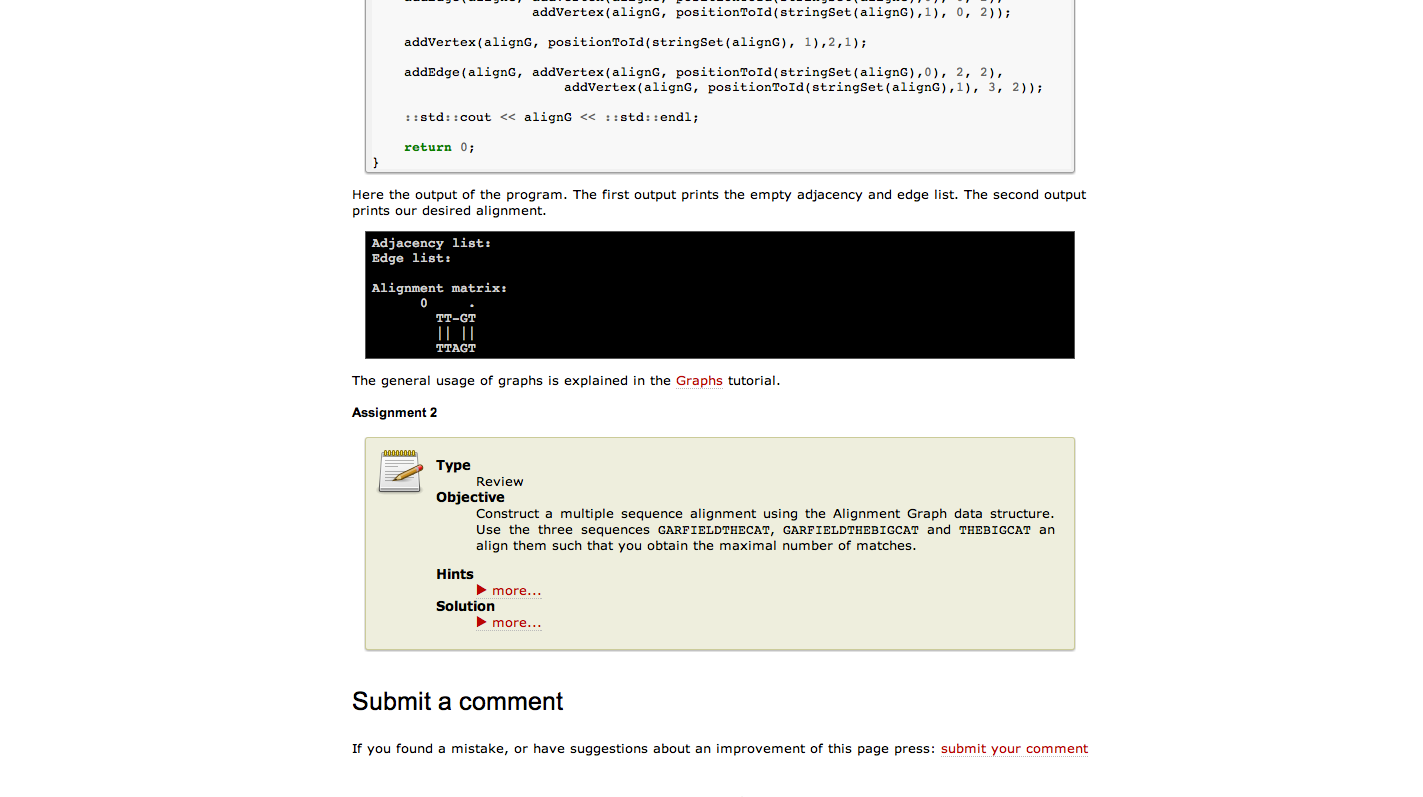 addVertex(alignG, positionToId(stringSet(alignG),1), 0, 2));
addVertex(alignG, positionToId(stringSet(alignG), 1),2,1);
addEdge(alignG, addVertex(alignG, positionToId(stringSet(alignG),0), 2, 2),
addVertex(alignG, positionToId(stringSet(alignG),1), 3, 2));
::std::cout << alignG << ::std::endl;
return 0;
}
Here the output of the program. The first output prints the empty adjacency and edge list. The second output
prints our desired alignment.
Adjacency list:
Edge list:
Alignment matrix:
0     .
TT-GT
|| ||
TTAGT
The general usage of graphs is explained in the Graphs tutorial.
Assignment 2
Type
Review
Objective
Construct a multiple sequence alignment using the Alignment Graph data structure.
Use the three sequences GARFIELDTHECAT, GARFIELDTHEBIGCAT and THEBIGCAT an
align them such that you obtain the maximal number of matches.
Hints
more...
Solution
more...
Submit a comment
If you found a mistake, or have suggestions about an improvement of this page press: submit your comment